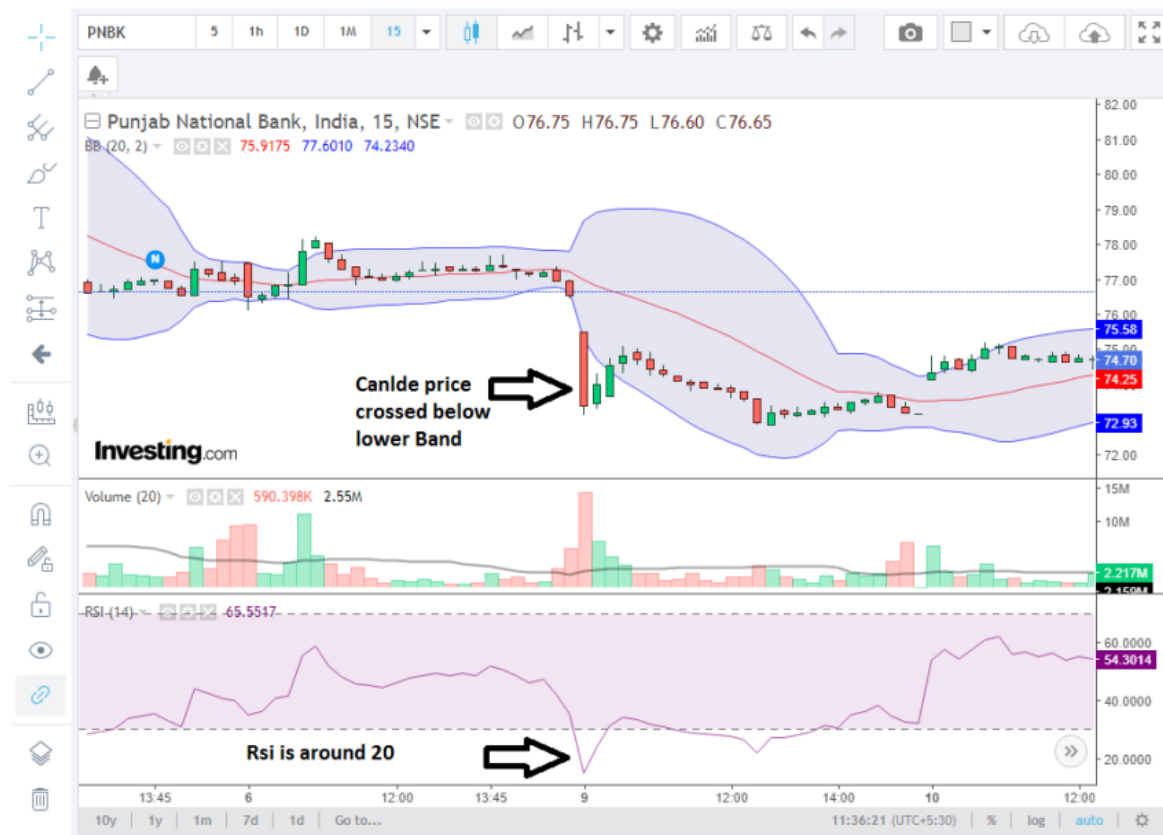 PNBK 5 1h 1D 1M 15
Punjab National Bank, India, 15, NSE O76.75 H76.75 L76.60 C76.65
BB (20, 2) 75.9175 77.6010 74.2340
82.00
81.00
80.00
79.00
78.00
77.00
76.00
75.58
75.00
74.70
74.25
72.93
72.00
N
Canlde price
crossed below
lower Band
Investing.com
Volume (20) 590.398K 2.55M
15M
10M
2.217M
2.159M
RSI (14) 65.5517
60.0000
54.3014
40.0000
20.0000
Rsi is around 20
13:45 6 12:00 13:45 9 12:00 14:00 10 12:00
10y 1y 1m 7d 1d Go to... 11:36:21 (UTC+5:30) % log auto